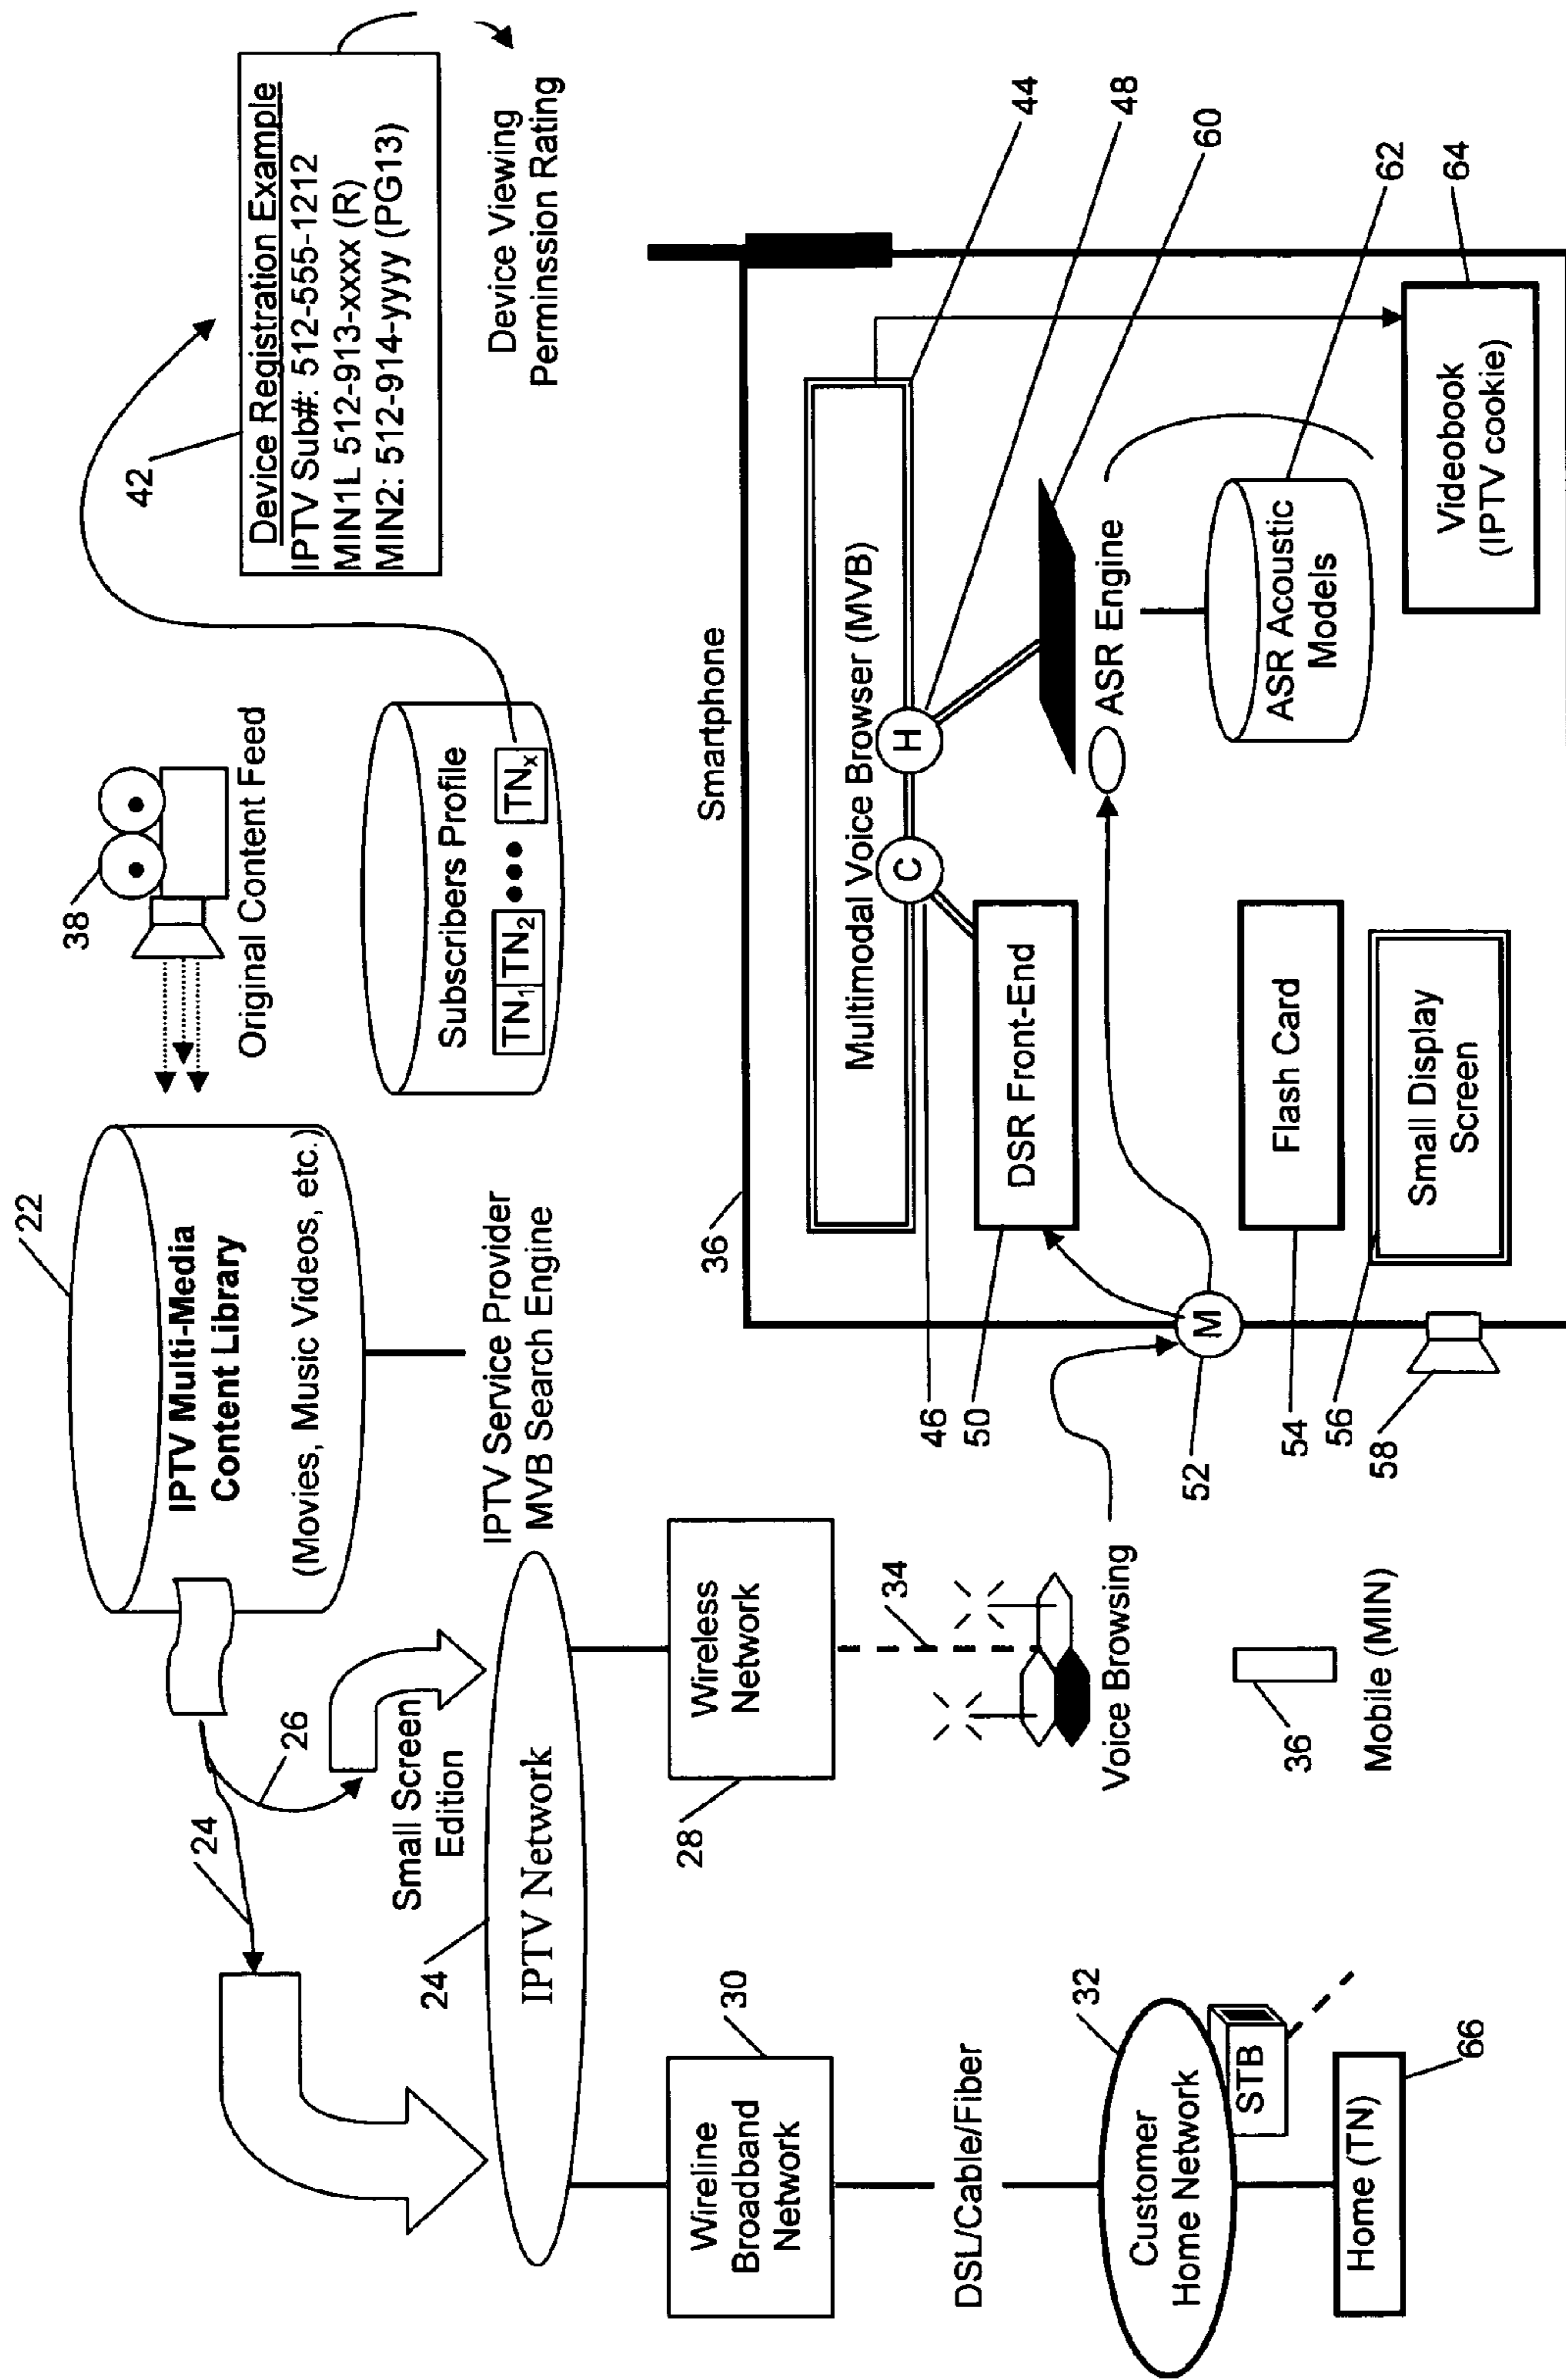 22
IPTV Multi-Media
Content Library
(Movies, Music Videos, etc.)
38
Original Content Feed
Subscribers Profile
TN1 TN2 ●●● TNx
42
Device Registration Example
IPTV Sub#: 512-555-1212
MIN1L 512-913-xxxx (R)
MIN2: 512-914-yyyy (PG13)
Device Viewing
Perminssion Rating
24
26
Small Screen
Edition
IPTV Service Provider
MVB Search Engine
24
IPTV Network
30
Wireline
Broadband
Network
28
Wireless
Network
DSL/Cable/Fiber
34
32
Customer
Home Network
STB
Home (TN)
66
Voice Browsing
36
Mobile (MIN)
Smartphone
36
Multimodal Voice Browser (MVB)
C
H
44
48
60
46
50
DSR Front-End
ASR Engine
M
52
ASR Acoustic
Models
62
54
Flash Card
56
Small Display
Screen
58
Videobook
(IPTV cookie)
64